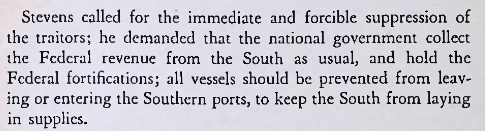 Stevens called for the immediate and forcible suppression of
the traitors; he demanded that the national government collect
the Federal revenue from the South as usual, and hold the
Federal fortifications; all vessels should be prevented from leav-
ing or entering the Southern ports, to keep the South from laying
in supplies.